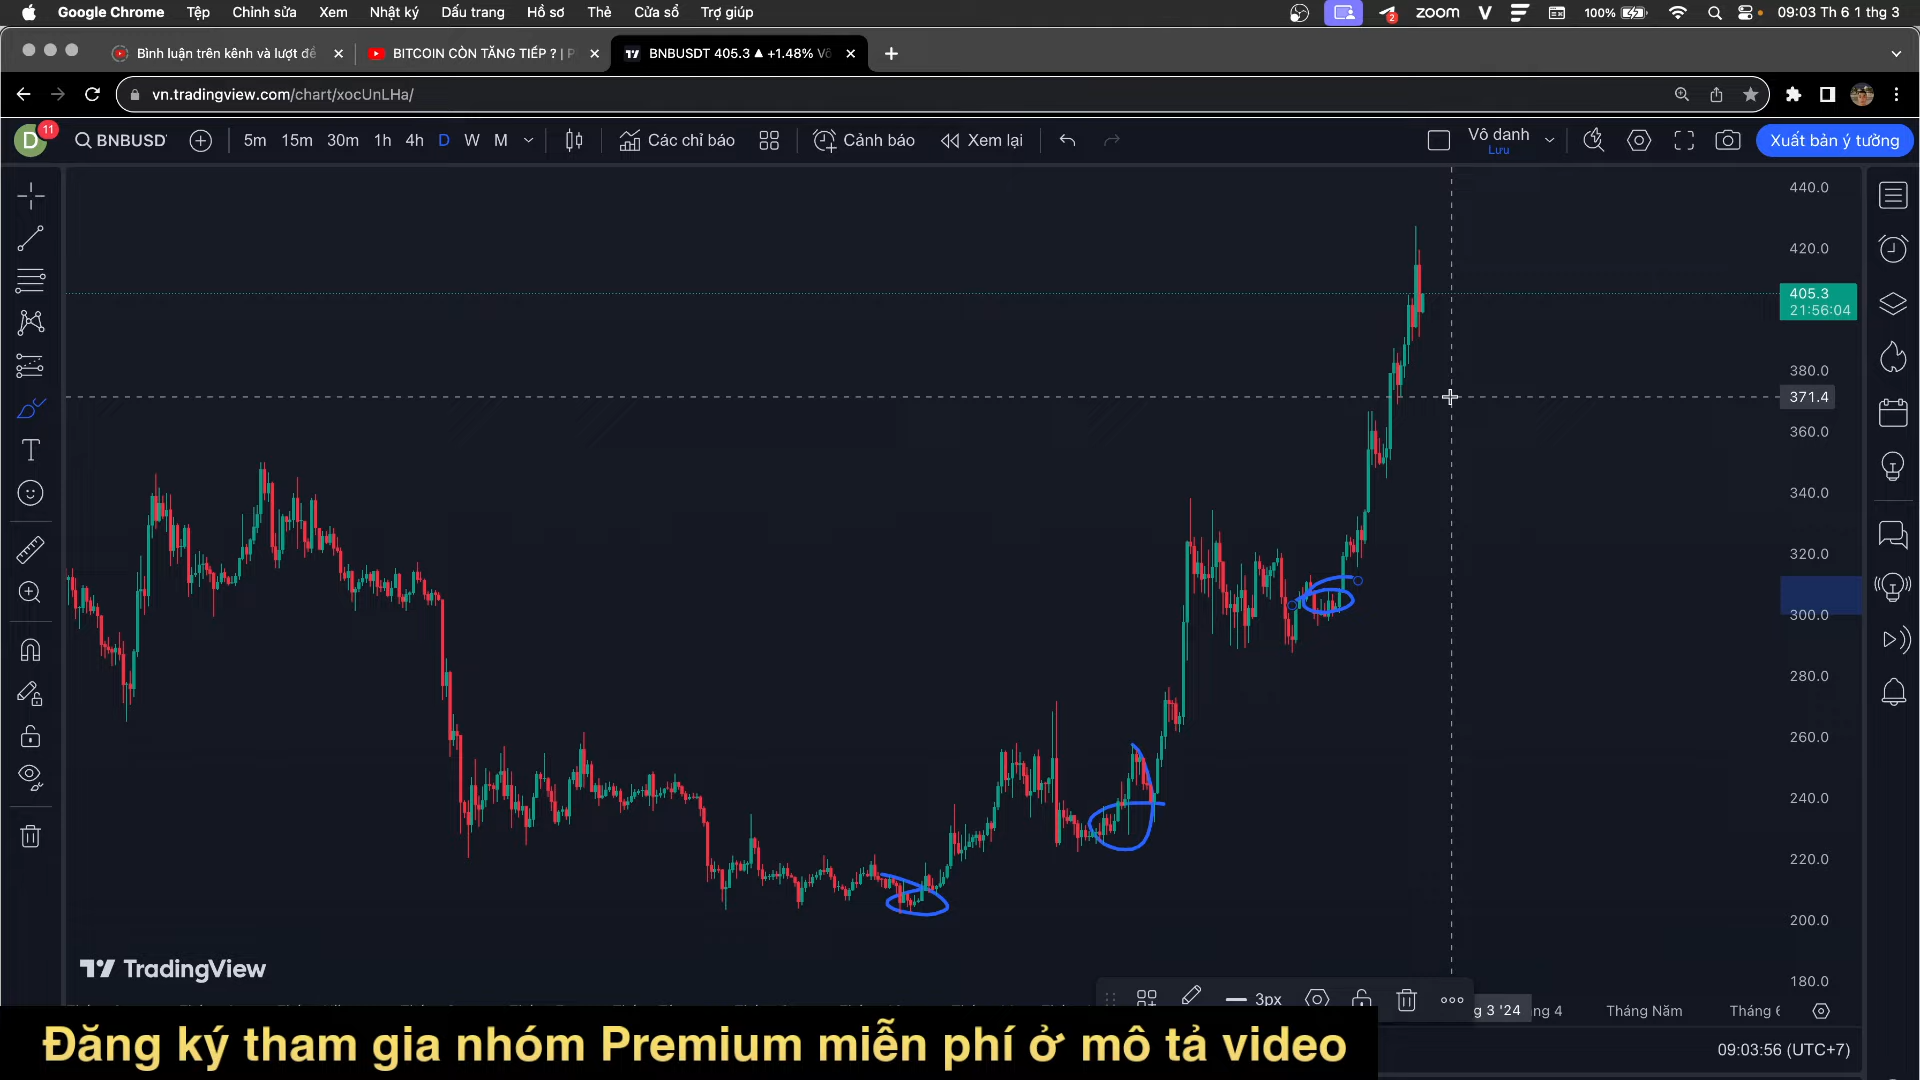 Google Chrome Tệp Chỉnh sửa Xem Nhật ký Dấu trang Hồ sơ Thẻ Cửa sổ Trợ giúp 2 zoom 100% 09:03 Th 6 1 thg 3
Bình luận trên kênh và lượt đề BITCOIN CÒN TĂNG TIẾP ? | P BNBUSDT 405.3 ▲ +1.48% Vô
vn.tradingview.com/chart/xocUnLHa/
D 11 BNBUSD 5m 15m 30m 1h 4h D W M Các chỉ báo Cảnh báo Xem lại Vô danh Lưu Xuất bản ý tưởng
440.0
420.0
405.3
21:56:04
380.0
371.4
360.0
340.0
320.0
300.0
280.0
260.0
240.0
220.0
200.0
180.0
TradingView
3px
g 3 '24 ng 4 Tháng Năm Tháng 6
Đăng ký tham gia nhóm Premium miễn phí ở mô tả video
09:03:56 (UTC+7)